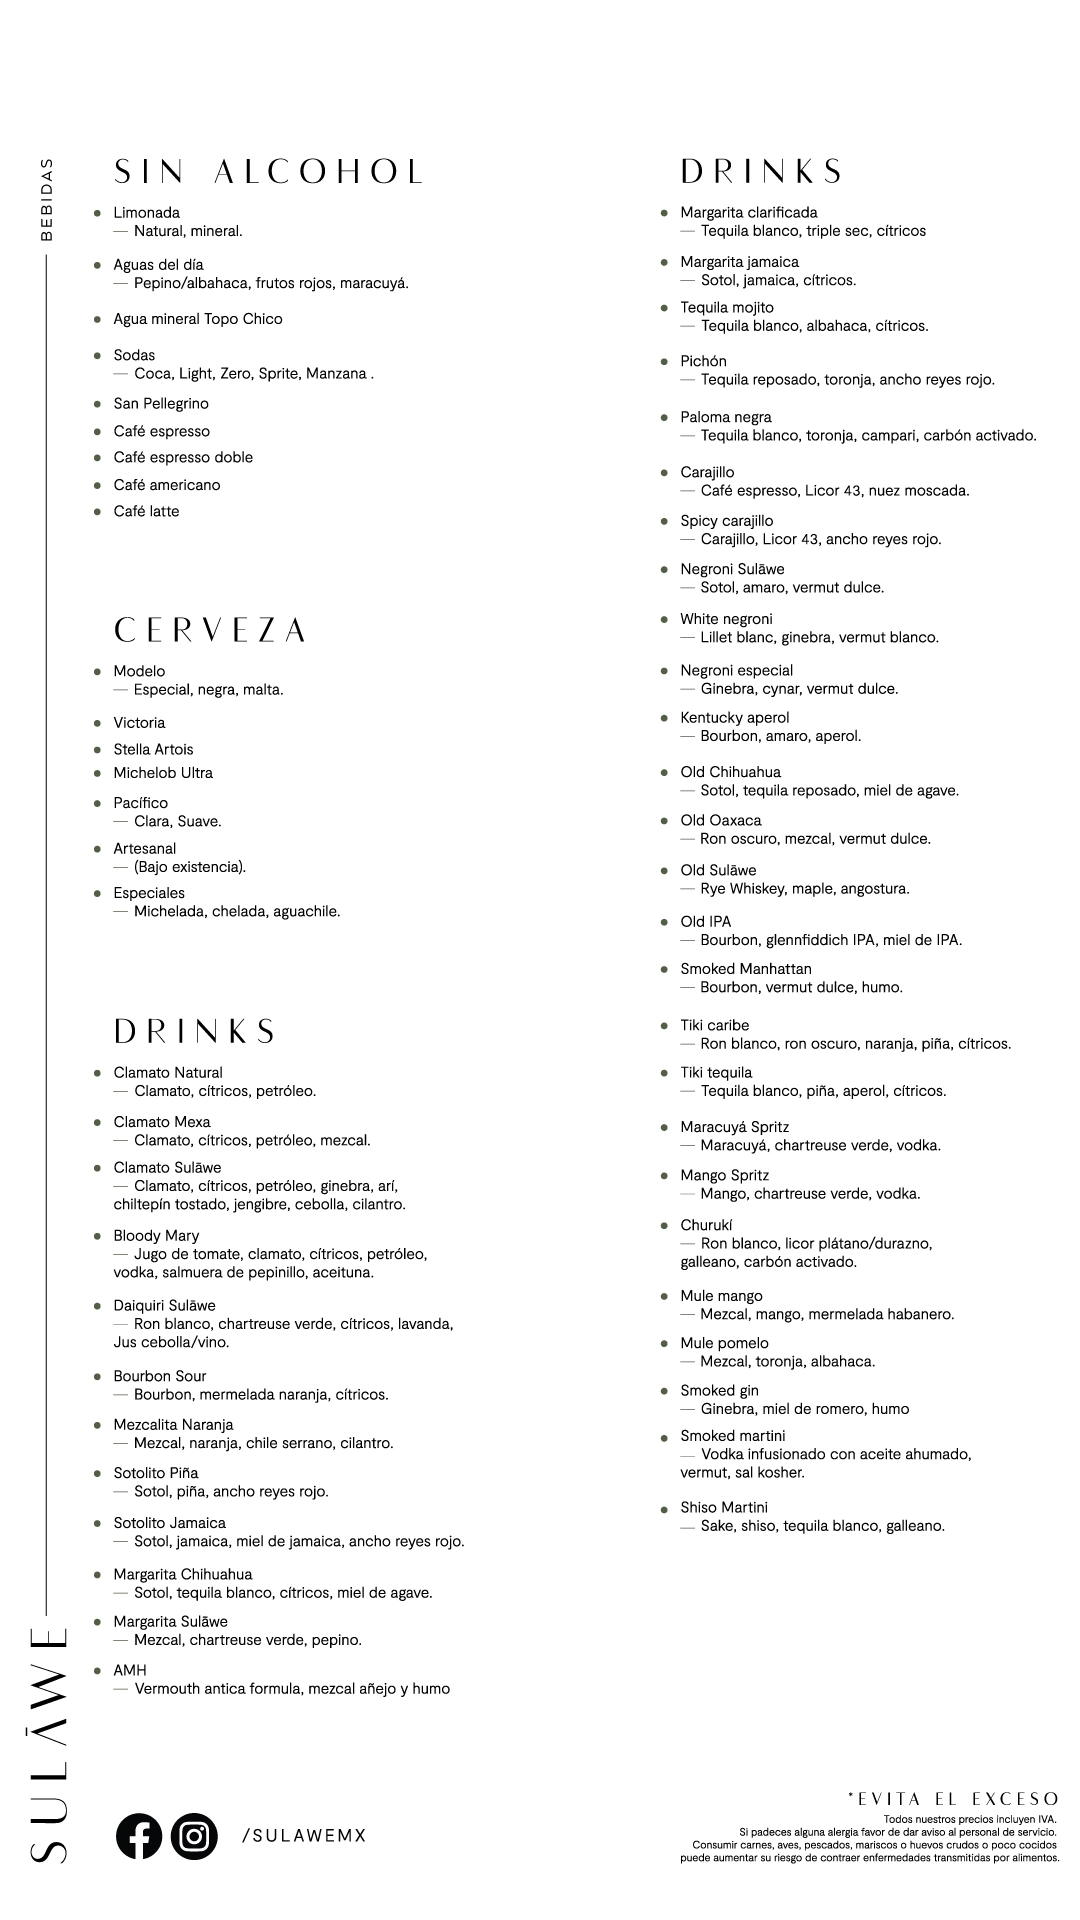 BEBIDAS
SULĀWE
SIN ALCOHOL
Limonada
— Natural, mineral.
Aguas del día
— Pepino/albahaca, frutos rojos, maracuyá.
Agua mineral Topo Chico
Sodas
— Coca, Light, Zero, Sprite, Manzana .
San Pellegrino
Café espresso
Café espresso doble
Café americano
Café latte
CERVEZA
Modelo
— Especial, negra, malta.
Victoria
Stella Artois
Michelob Ultra
Pacífico
— Clara, Suave.
Artesanal
— (Bajo existencia).
Especiales
— Michelada, chelada, aguachile.
DRINKS
Clamato Natural
— Clamato, cítricos, petróleo.
Clamato Mexa
— Clamato, cítricos, petróleo, mezcal.
Clamato Sulāwe
— Clamato, cítricos, petróleo, ginebra, arí,
chiltepín tostado, jengibre, cebolla, cilantro.
Bloody Mary
— Jugo de tomate, clamato, cítricos, petróleo,
vodka, salmuera de pepinillo, aceituna.
Daiquiri Sulāwe
— Ron blanco, chartreuse verde, cítricos, lavanda,
Jus cebolla/vino.
Bourbon Sour
— Bourbon, mermelada naranja, cítricos.
Mezcalita Naranja
— Mezcal, naranja, chile serrano, cilantro.
Sotolito Piña
— Sotol, piña, ancho reyes rojo.
Sotolito Jamaica
— Sotol, jamaica, miel de jamaica, ancho reyes rojo.
Margarita Chihuahua
— Sotol, tequila blanco, cítricos, miel de agave.
Margarita Sulāwe
— Mezcal, chartreuse verde, pepino.
AMH
— Vermouth antica formula, mezcal añejo y humo
DRINKS
Margarita clarificada
— Tequila blanco, triple sec, cítricos
Margarita jamaica
— Sotol, jamaica, cítricos.
Tequila mojito
— Tequila blanco, albahaca, cítricos.
Pichón
— Tequila reposado, toronja, ancho reyes rojo.
Paloma negra
— Tequila blanco, toronja, campari, carbón activado.
Carajillo
— Café espresso, Licor 43, nuez moscada.
Spicy carajillo
— Carajillo, Licor 43, ancho reyes rojo.
Negroni Sulāwe
— Sotol, amaro, vermut dulce.
White negroni
— Lillet blanc, ginebra, vermut blanco.
Negroni especial
— Ginebra, cynar, vermut dulce.
Kentucky aperol
— Bourbon, amaro, aperol.
Old Chihuahua
— Sotol, tequila reposado, miel de agave.
Old Oaxaca
— Ron oscuro, mezcal, vermut dulce.
Old Sulāwe
— Rye Whiskey, maple, angostura.
Old IPA
— Bourbon, glennfiddich IPA, miel de IPA.
Smoked Manhattan
— Bourbon, vermut dulce, humo.
Tiki caribe
— Ron blanco, ron oscuro, naranja, piña, cítricos.
Tiki tequila
— Tequila blanco, piña, aperol, cítricos.
Maracuyá Spritz
— Maracuyá, chartreuse verde, vodka.
Mango Spritz
— Mango, chartreuse verde, vodka.
Churukí
— Ron blanco, licor plátano/durazno,
galleano, carbón activado.
Mule mango
— Mezcal, mango, mermelada habanero.
Mule pomelo
— Mezcal, toronja, albahaca.
Smoked gin
— Ginebra, miel de romero, humo
Smoked martini
— Vodka infusionado con aceite ahumado,
vermut, sal kosher.
Shiso Martini
— Sake, shiso, tequila blanco, galleano.
/SULAWEMX
*EVITA EL EXCESO
Todos nuestros precios incluyen IVA.
Si padeces alguna alergia favor de dar aviso al personal de servicio.
Consumir carnes, aves, pescados, mariscos o huevos crudos o poco cocidos
puede aumentar su riesgo de contraer enfermedades transmitidas por alimentos.